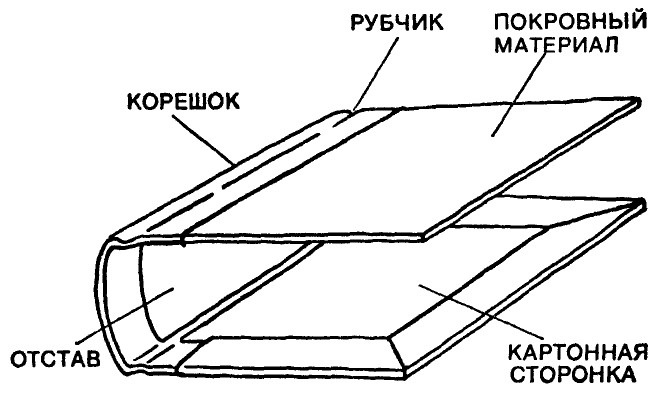 РУБЧИК
ПОКРОВНЫЙ
МАТЕРИАЛ
КОРЕШОК
ОТСТАВ
КАРТОННАЯ
СТОРОНКА